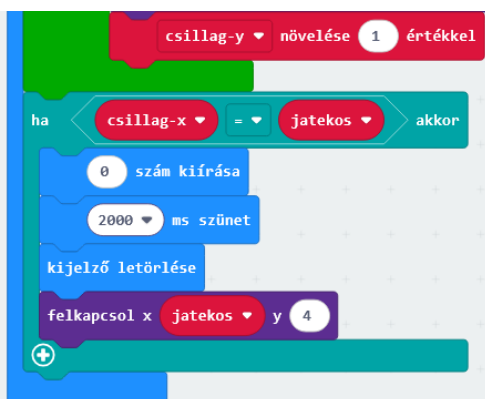 csillag-y növelése 1 értékkel
ha csillag-x = jatekos akkor
0 szám kiírása
2000 ms szünet
kijelző letörlése
felkapcsol x jatekos y 4